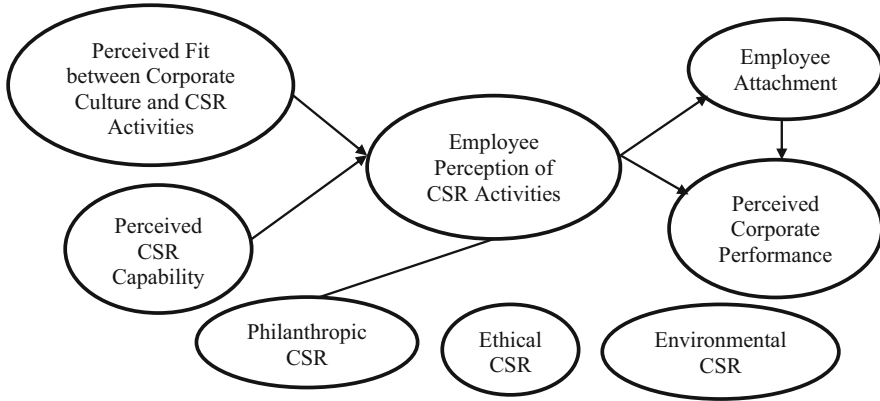 Perceived Fit
between Corporate
Culture and CSR
Activities
Employee
Attachment
Employee
Perception of
CSR Activities
Perceived
CSR
Capability
Perceived
Corporate
Performance
Philanthropic
CSR
Ethical
CSR
Environmental
CSR